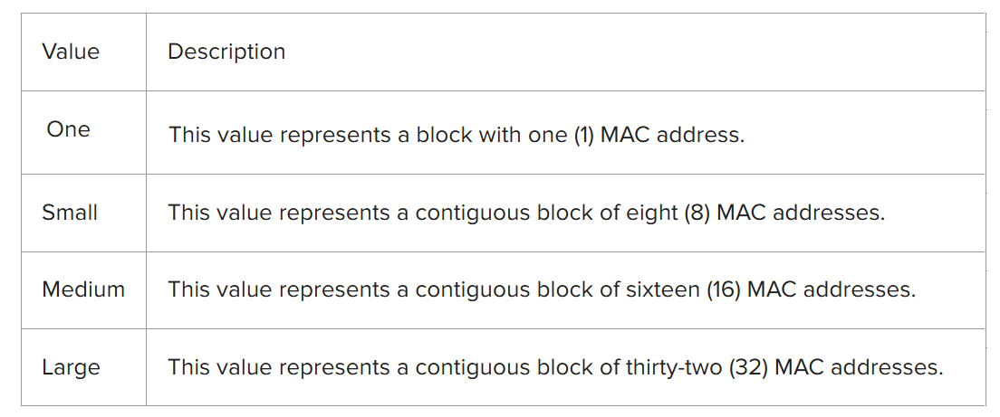 Value Description
One This value represents a block with one (1) MAC address.
Small This value represents a contiguous block of eight (8) MAC addresses.
Medium This value represents a contiguous block of sixteen (16) MAC addresses.
Large This value represents a contiguous block of thirty-two (32) MAC addresses.